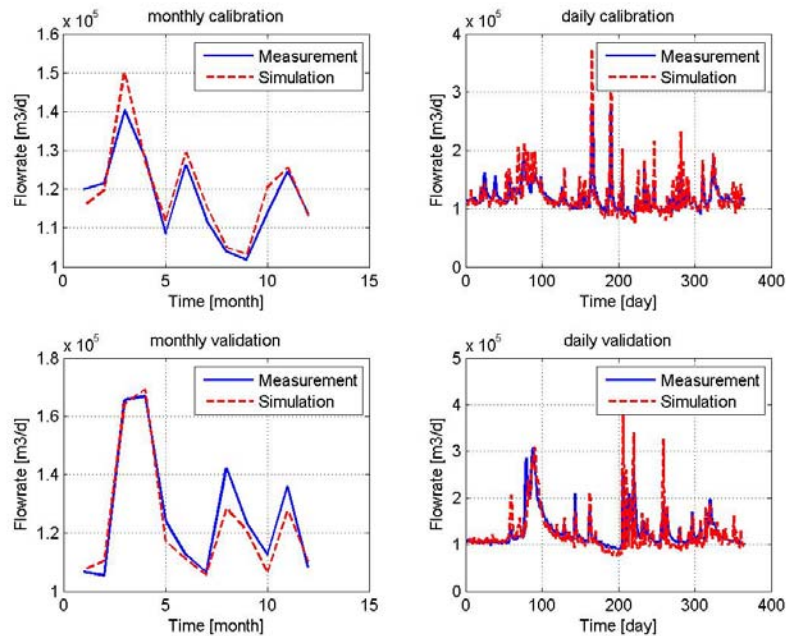 monthly calibration
x 10^5
1.6
1.5
1.4
1.3
1.2
1.1
1
Flowrate [m3/d]
Measurement
Simulation
0 5 10 15
Time [month]
daily calibration
x 10^5
4
3
2
1
0
Flowrate [m3/d]
Measurement
Simulation
0 100 200 300 400
Time [day]
monthly validation
x 10^5
1.8
1.6
1.4
1.2
1
Flowrate [m3/d]
Measurement
Simulation
0 5 10 15
Time [month]
daily validation
x 10^5
5
4
3
2
1
0
Flowrate [m3/d]
Measurement
Simulation
0 100 200 300 400
Time [day]